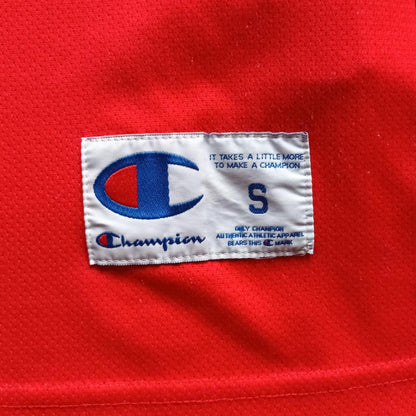 IT TAKES A LITTLE MORE
TO MAKE A CHAMPION
S
Champion
ONLY CHAMPION
AUTHENTIC ATHLETIC APPAREL
BEARS THIS C MARK